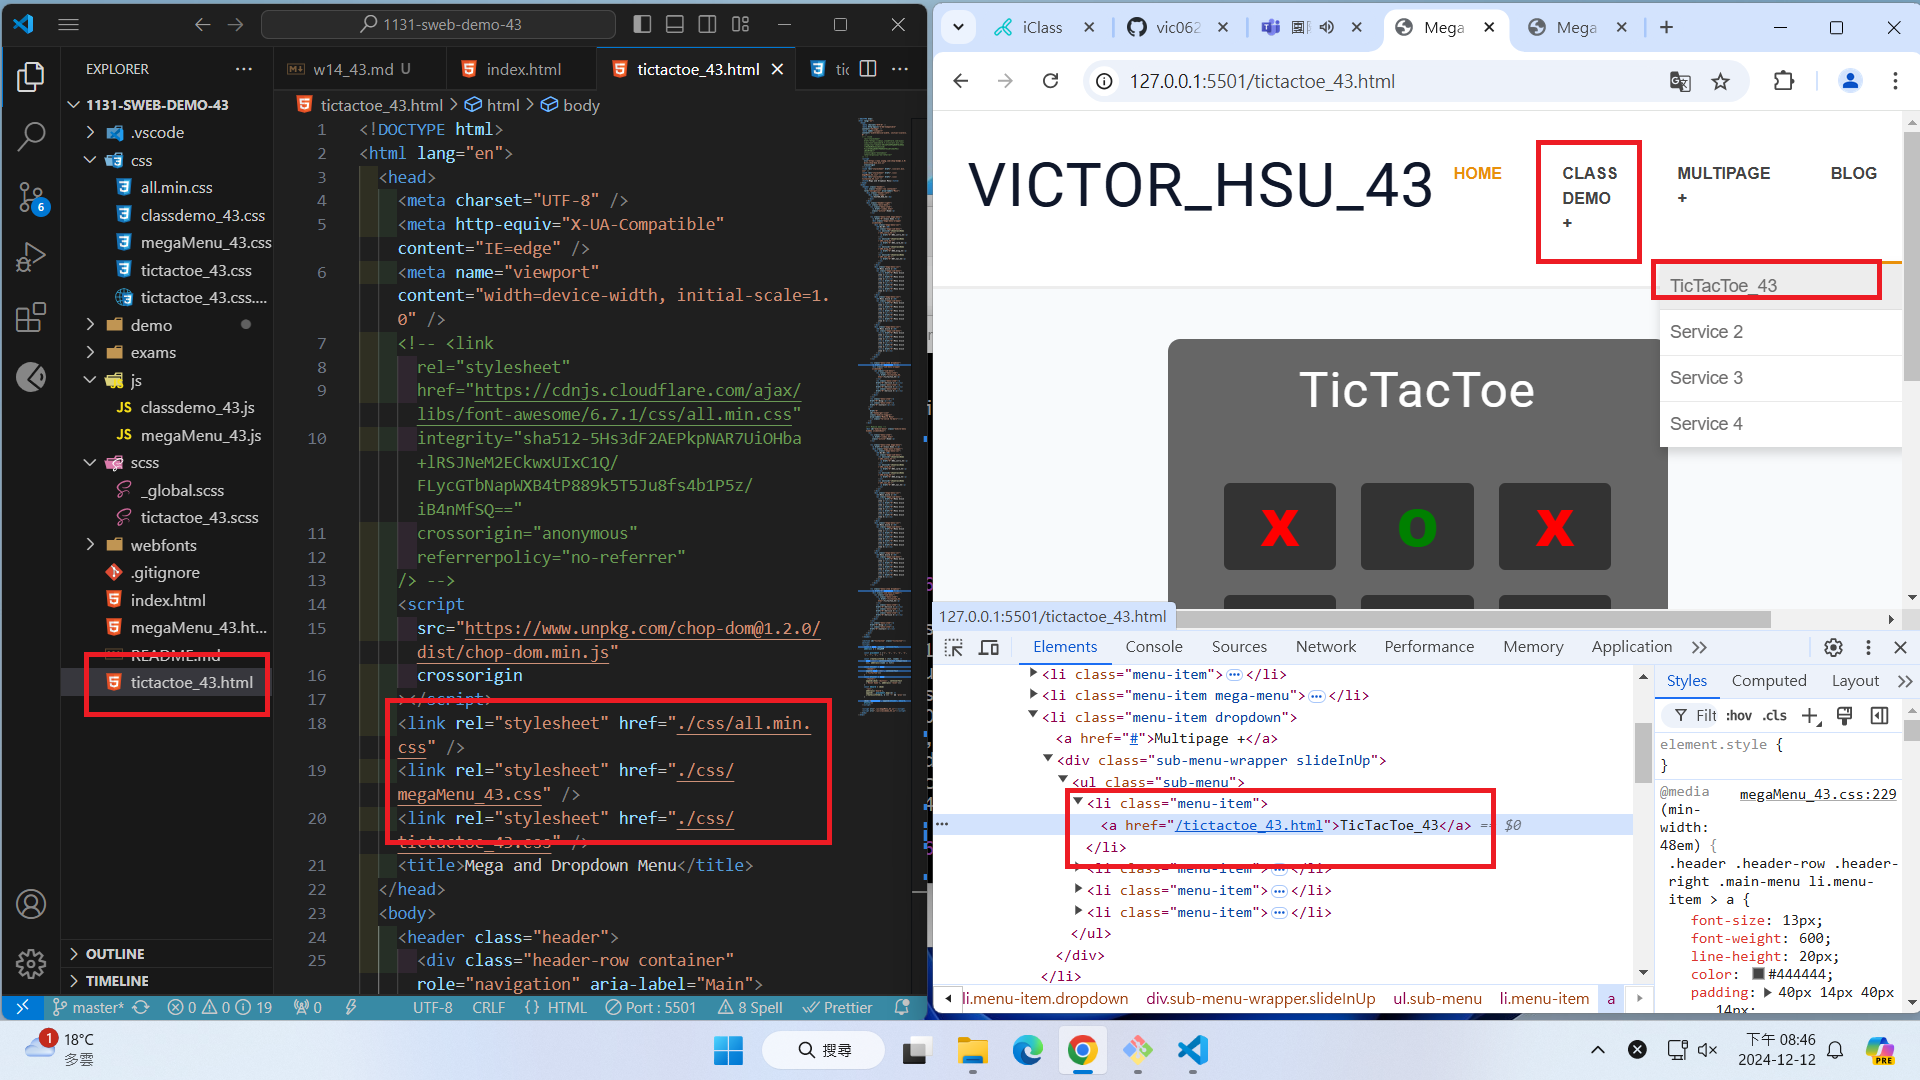 1131-sweb-demo-43
EXPLORER
1131-SWEB-DEMO-43
.vscode
css
all.min.css
classdemo_43.css
megaMenu_43.css
tictactoe_43.css
tictactoe_43.css....
demo
exams
js
JS classdemo_43.js
JS megaMenu_43.js
scss
_global.scss
tictactoe_43.scss
webfonts
.gitignore
index.html
megaMenu_43.ht...
README.md
tictactoe_43.html
OUTLINE
TIMELINE
6
w14_43.md U
index.html
tictactoe_43.html
tic
tictactoe_43.html > html > body
1 <!DOCTYPE html>
2 <html lang="en">
3 <head>
4 <meta charset="UTF-8" />
5 <meta http-equiv="X-UA-Compatible"
content="IE=edge" />
6 <meta name="viewport"
content="width=device-width, initial-scale=1.
0" />
7 <!-- <link
8 rel="stylesheet"
9 href="https://cdnjs.cloudflare.com/ajax/
libs/font-awesome/6.7.1/css/all.min.css"
10 integrity="sha512-5Hs3dF2AEPkpNAR7UiOHba
+lRSJNeM2ECkwxUIxC1Q/
FLycGTbNapWXB4tP889k5T5Ju8fs4b1P5z/
iB4nMfSQ=="
11 crossorigin="anonymous"
12 referrerpolicy="no-referrer"
13 /> -->
14 <script
15 src="https://www.unpkg.com/chop-dom@1.2.0/
dist/chop-dom.min.js"
16 crossorigin
17 ></script>
18 <link rel="stylesheet" href="./css/all.min.
css" />
19 <link rel="stylesheet" href="./css/
megaMenu_43.css" />
20 <link rel="stylesheet" href="./css/
tictactoe_43.css" />
21 <title>Mega and Dropdown Menu</title>
22 </head>
23 <body>
24 <header class="header">
25 <div class="header-row container"
role="navigation" aria-label="Main">
master* 0 0 19 0 UTF-8 CRLF {} HTML Port : 5501 8 Spell Prettier
iClass
vic062
Mega
Mega
127.0.0.1:5501/tictactoe_43.html
VICTOR_HSU_43
HOME
CLASS
DEMO
+
MULTIPAGE
+
BLOG
TicTacToe_43
Service 2
Service 3
Service 4
TicTacToe
X O X
127.0.0.1:5501/tictactoe_43.html
Elements Console Sources Network Performance Memory Application
<li class="menu-item"> ... </li>
<li class="menu-item mega-menu"> ... </li>
<li class="menu-item dropdown">
<a href="#">Multipage +</a>
<div class="sub-menu-wrapper slideInUp">
<ul class="sub-menu">
<li class="menu-item">
<a href="/tictactoe_43.html">TicTacToe_43</a> == $0
</li>
<li class="menu-item"> ... </li>
<li class="menu-item"> ... </li>
<li class="menu-item"> ... </li>
</ul>
</div>
</li>
li.menu-item.dropdown div.sub-menu-wrapper.slideInUp ul.sub-menu li.menu-item a
Styles Computed Layout
Filt :hov .cls
element.style {
}
@media megaMenu_43.css:229
(min-
width:
48em) {
.header .header-row .header-
right .main-menu li.menu-
item > a {
font-size: 13px;
font-weight: 600;
line-height: 20px;
color: #444444;
padding: 40px 14px 40px
14px;
1
18°C
多雲
搜尋
下午 08:46
2024-12-12
PRE